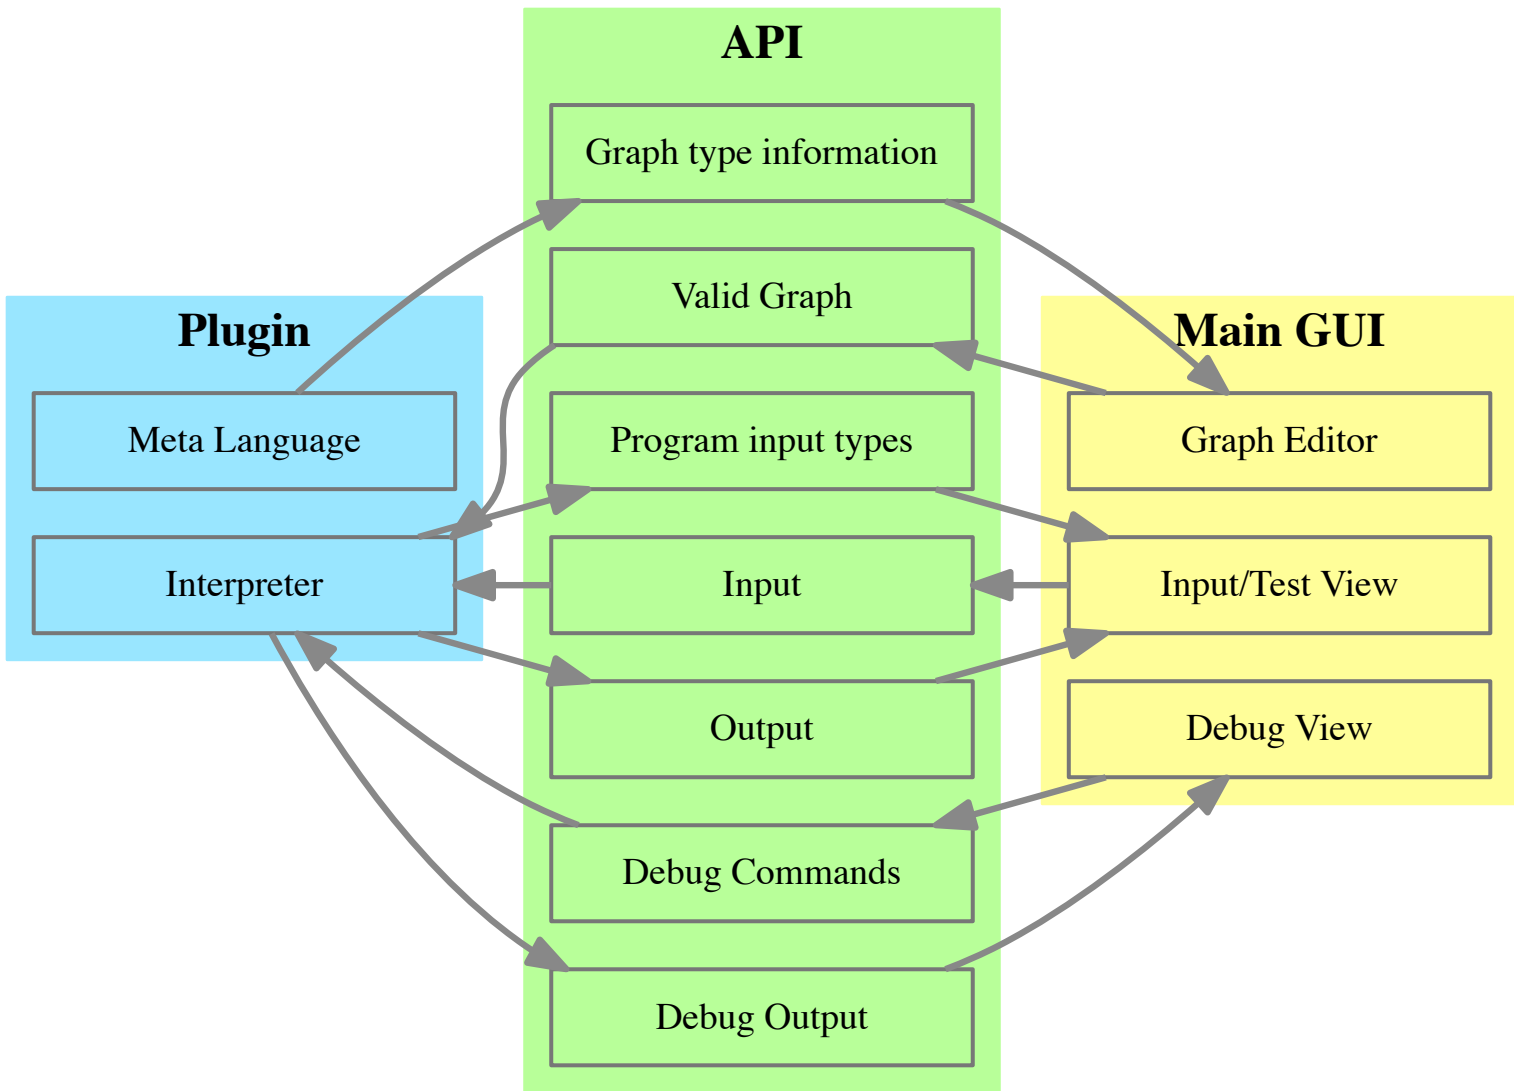 API
Graph type information
Valid Graph
Plugin
Main GUI
Meta Language
Program input types
Graph Editor
Interpreter
Input
Input/Test View
Output
Debug View
Debug Commands
Debug Output